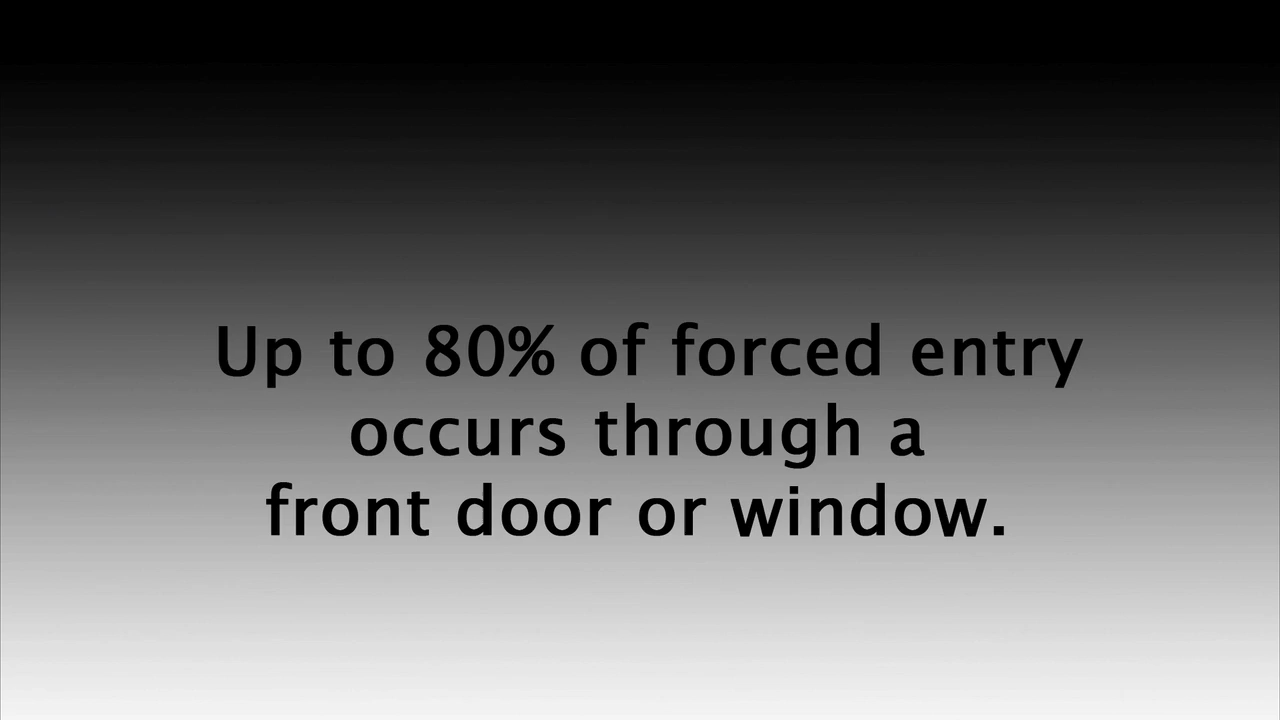 Up to 80% of forced entry
occurs through a
front door or window.